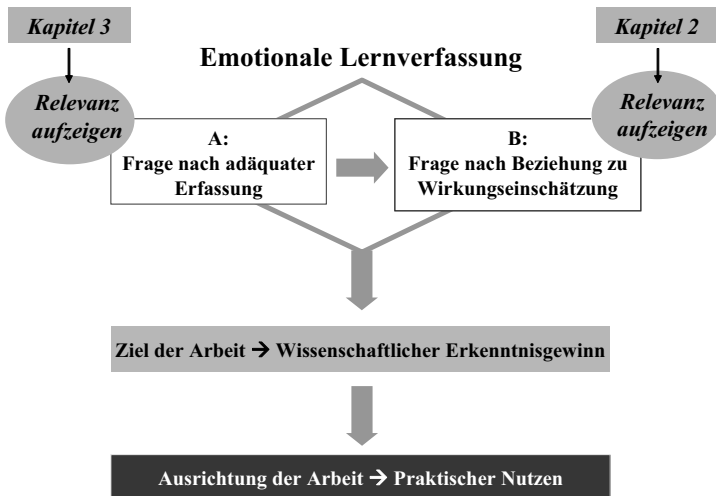 Kapitel 3
Kapitel 2
Emotionale Lernverfassung
Relevanz
aufzeigen
Relevanz
aufzeigen
A:
Frage nach adäquater
Erfassung
B:
Frage nach Beziehung zu
Wirkungseinschätzung
Ziel der Arbeit → Wissenschaftlicher Erkenntnisgewinn
Ausrichtung der Arbeit → Praktischer Nutzen